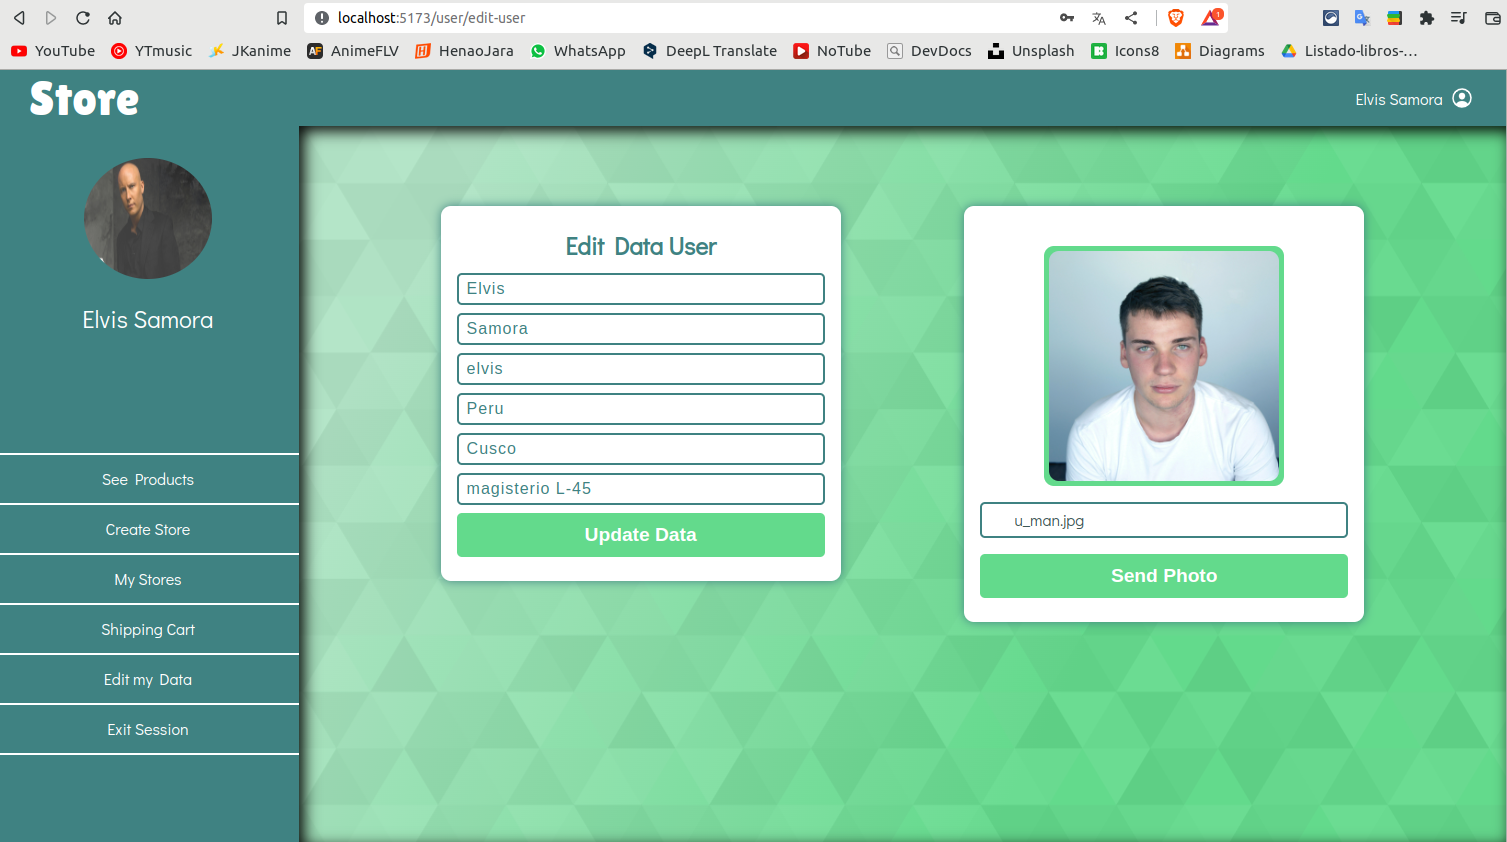 localhost:5173/user/edit-user
1
YouTube YTmusic JKanime AnimeFLV HenaoJara WhatsApp DeepL Translate NoTube DevDocs Unsplash Icons8 Diagrams Listado-libros-...
Store
Elvis Samora
Elvis Samora
See Products
Create Store
My Stores
Shipping Cart
Edit my Data
Exit Session
Edit Data User
Elvis
Samora
elvis
Peru
Cusco
magisterio L-45
Update Data
u_man.jpg
Send Photo